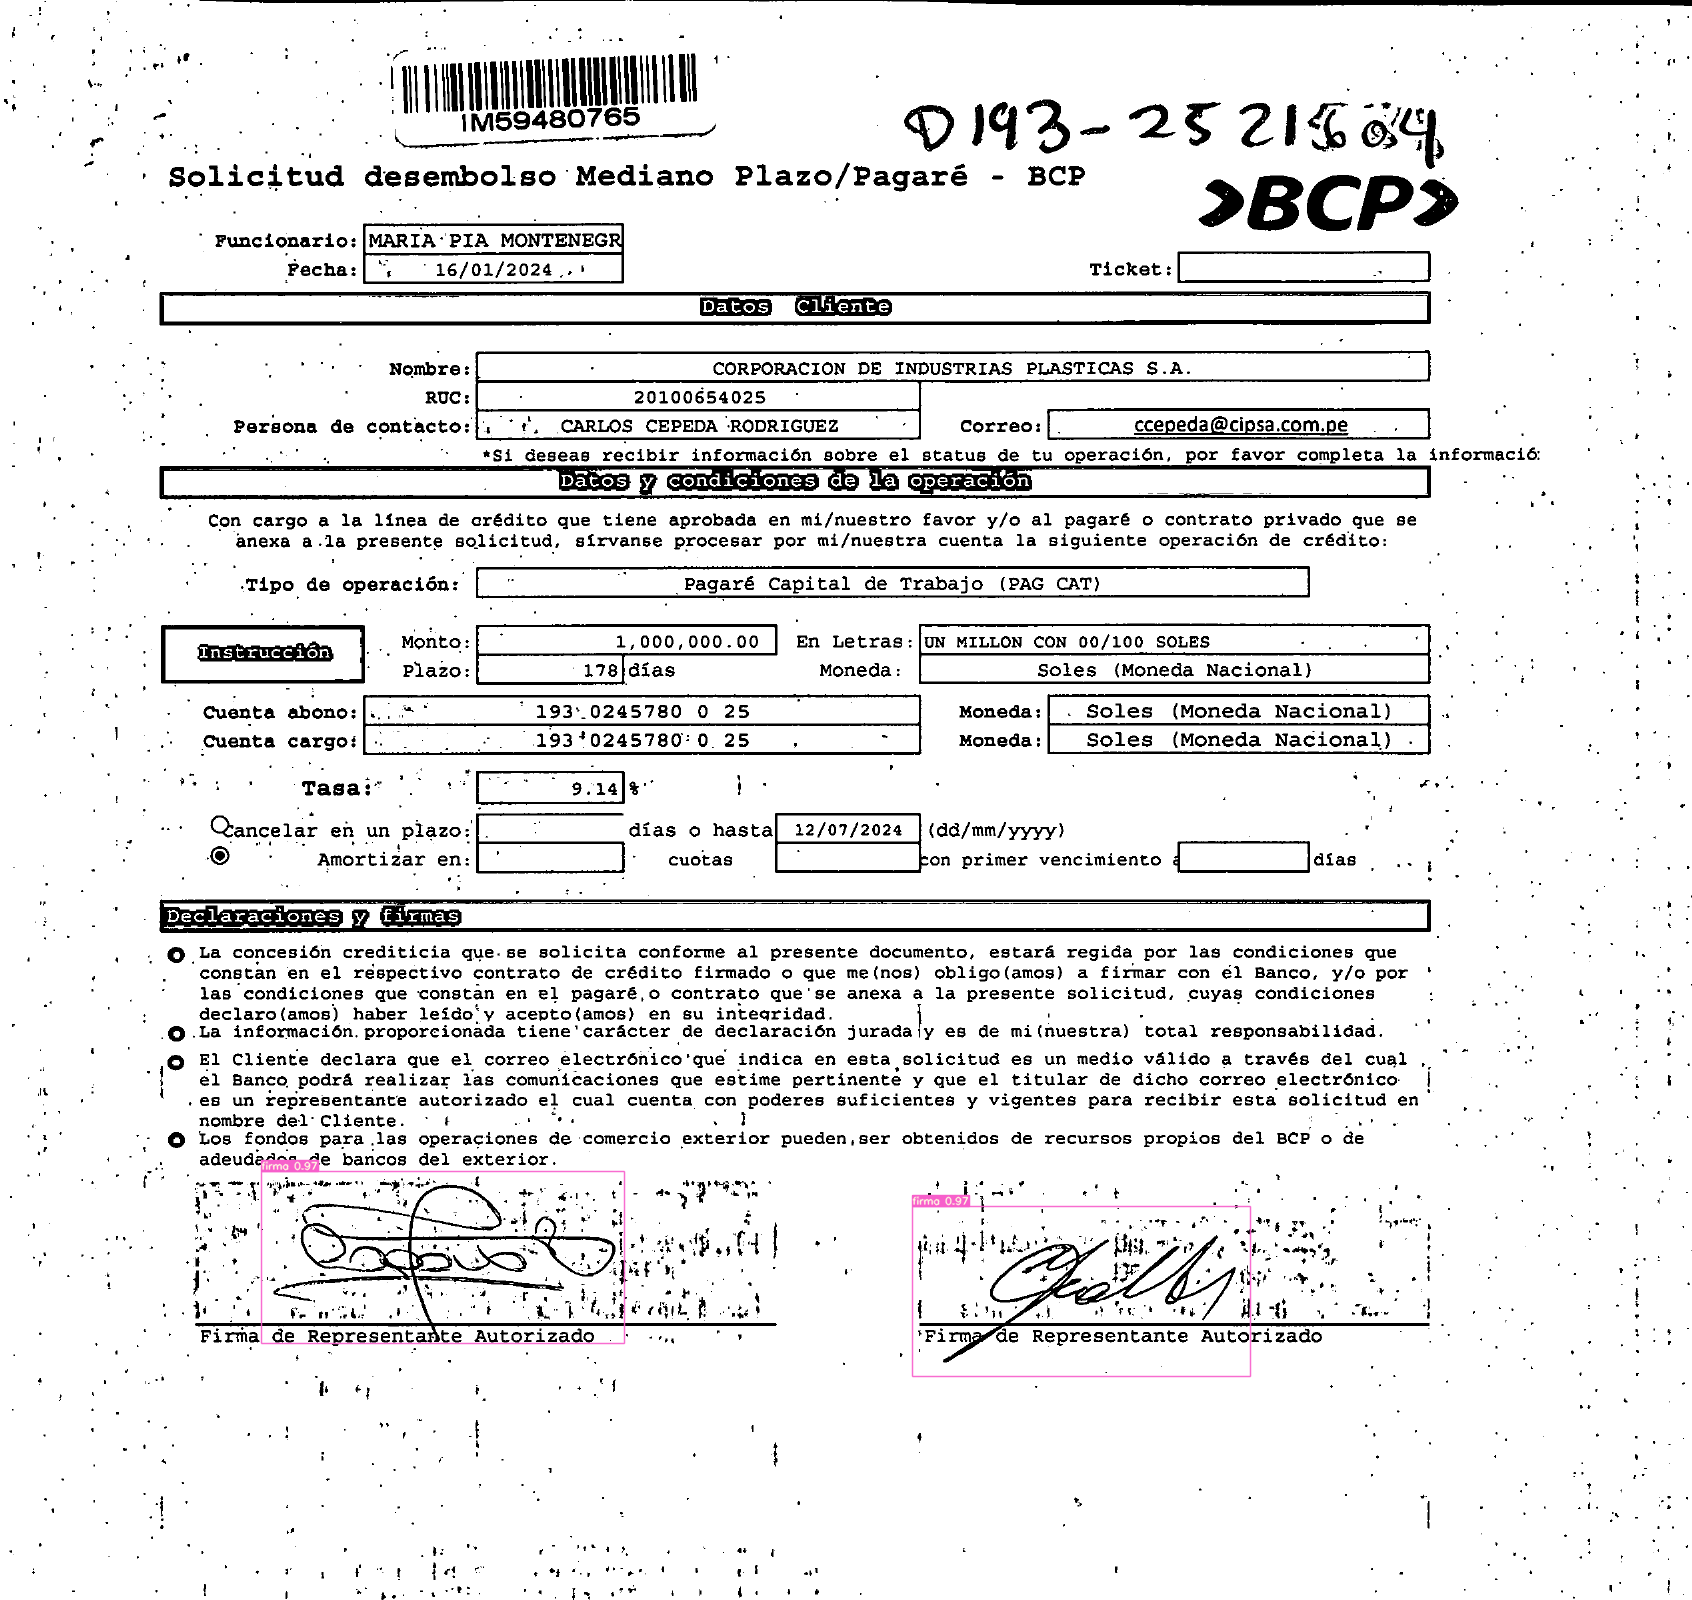 IM59480765
Solicitud desembolso Mediano Plazo/Pagaré - BCP
BCP
Funcionario: MARIA PIA MONTENEGR
Fecha: 16/01/2024 Ticket:
Datos Cliente
Nombre: CORPORACION DE INDUSTRIAS PLASTICAS S.A.
RUC: 20100654025
Persona de contacto: CARLOS CEPEDA RODRIGUEZ Correo: ccepeda@cipsa.com.pe
*Si deseas recibir información sobre el status de tu operación, por favor completa la informació
Datos y condiciones de la operación
Con cargo a la línea de crédito que tiene aprobada en mi/nuestro favor y/o al pagaré o contrato privado que se
anexa a la presente solicitud, sírvanse procesar por mi/nuestra cuenta la siguiente operación de crédito:
Tipo de operación: Pagaré Capital de Trabajo (PAG CAT)
Instrucción
Monto: 1,000,000.00 En Letras: UN MILLON CON 00/100 SOLES
Plazo: 178 días Moneda: Soles (Moneda Nacional)
Cuenta abono: 193 0245780 0 25 Moneda: Soles (Moneda Nacional)
Cuenta cargo: 193 0245780 0 25 Moneda: Soles (Moneda Nacional)
Tasa: 9.14 %
Cancelar en un plazo: días o hasta 12/07/2024 (dd/mm/yyyy)
Amortizar en: cuotas con primer vencimiento a días
Declaraciones y firmas
La concesión crediticia que se solicita conforme al presente documento, estará regida por las condiciones que
constan en el respectivo contrato de crédito firmado o que me(nos) obligo(amos) a firmar con el Banco, y/o por
las condiciones que constan en el pagaré o contrato que se anexa a la presente solicitud, cuyas condiciones
declaro(amos) haber leído y acepto(amos) en su integridad.
La información proporcionada tiene carácter de declaración jurada y es de mi(nuestra) total responsabilidad.
El Cliente declara que el correo electrónico que indica en esta solicitud es un medio válido a través del cual
el Banco podrá realizar las comunicaciones que estime pertinente y que el titular de dicho correo electrónico
es un representante autorizado el cual cuenta con poderes suficientes y vigentes para recibir esta solicitud en
nombre del Cliente.
Los fondos para las operaciones de comercio exterior pueden ser obtenidos de recursos propios del BCP o de
adeudados de bancos del exterior.
firma 0.97
firma 0.97
Firma de Representante Autorizado
Firma de Representante Autorizado